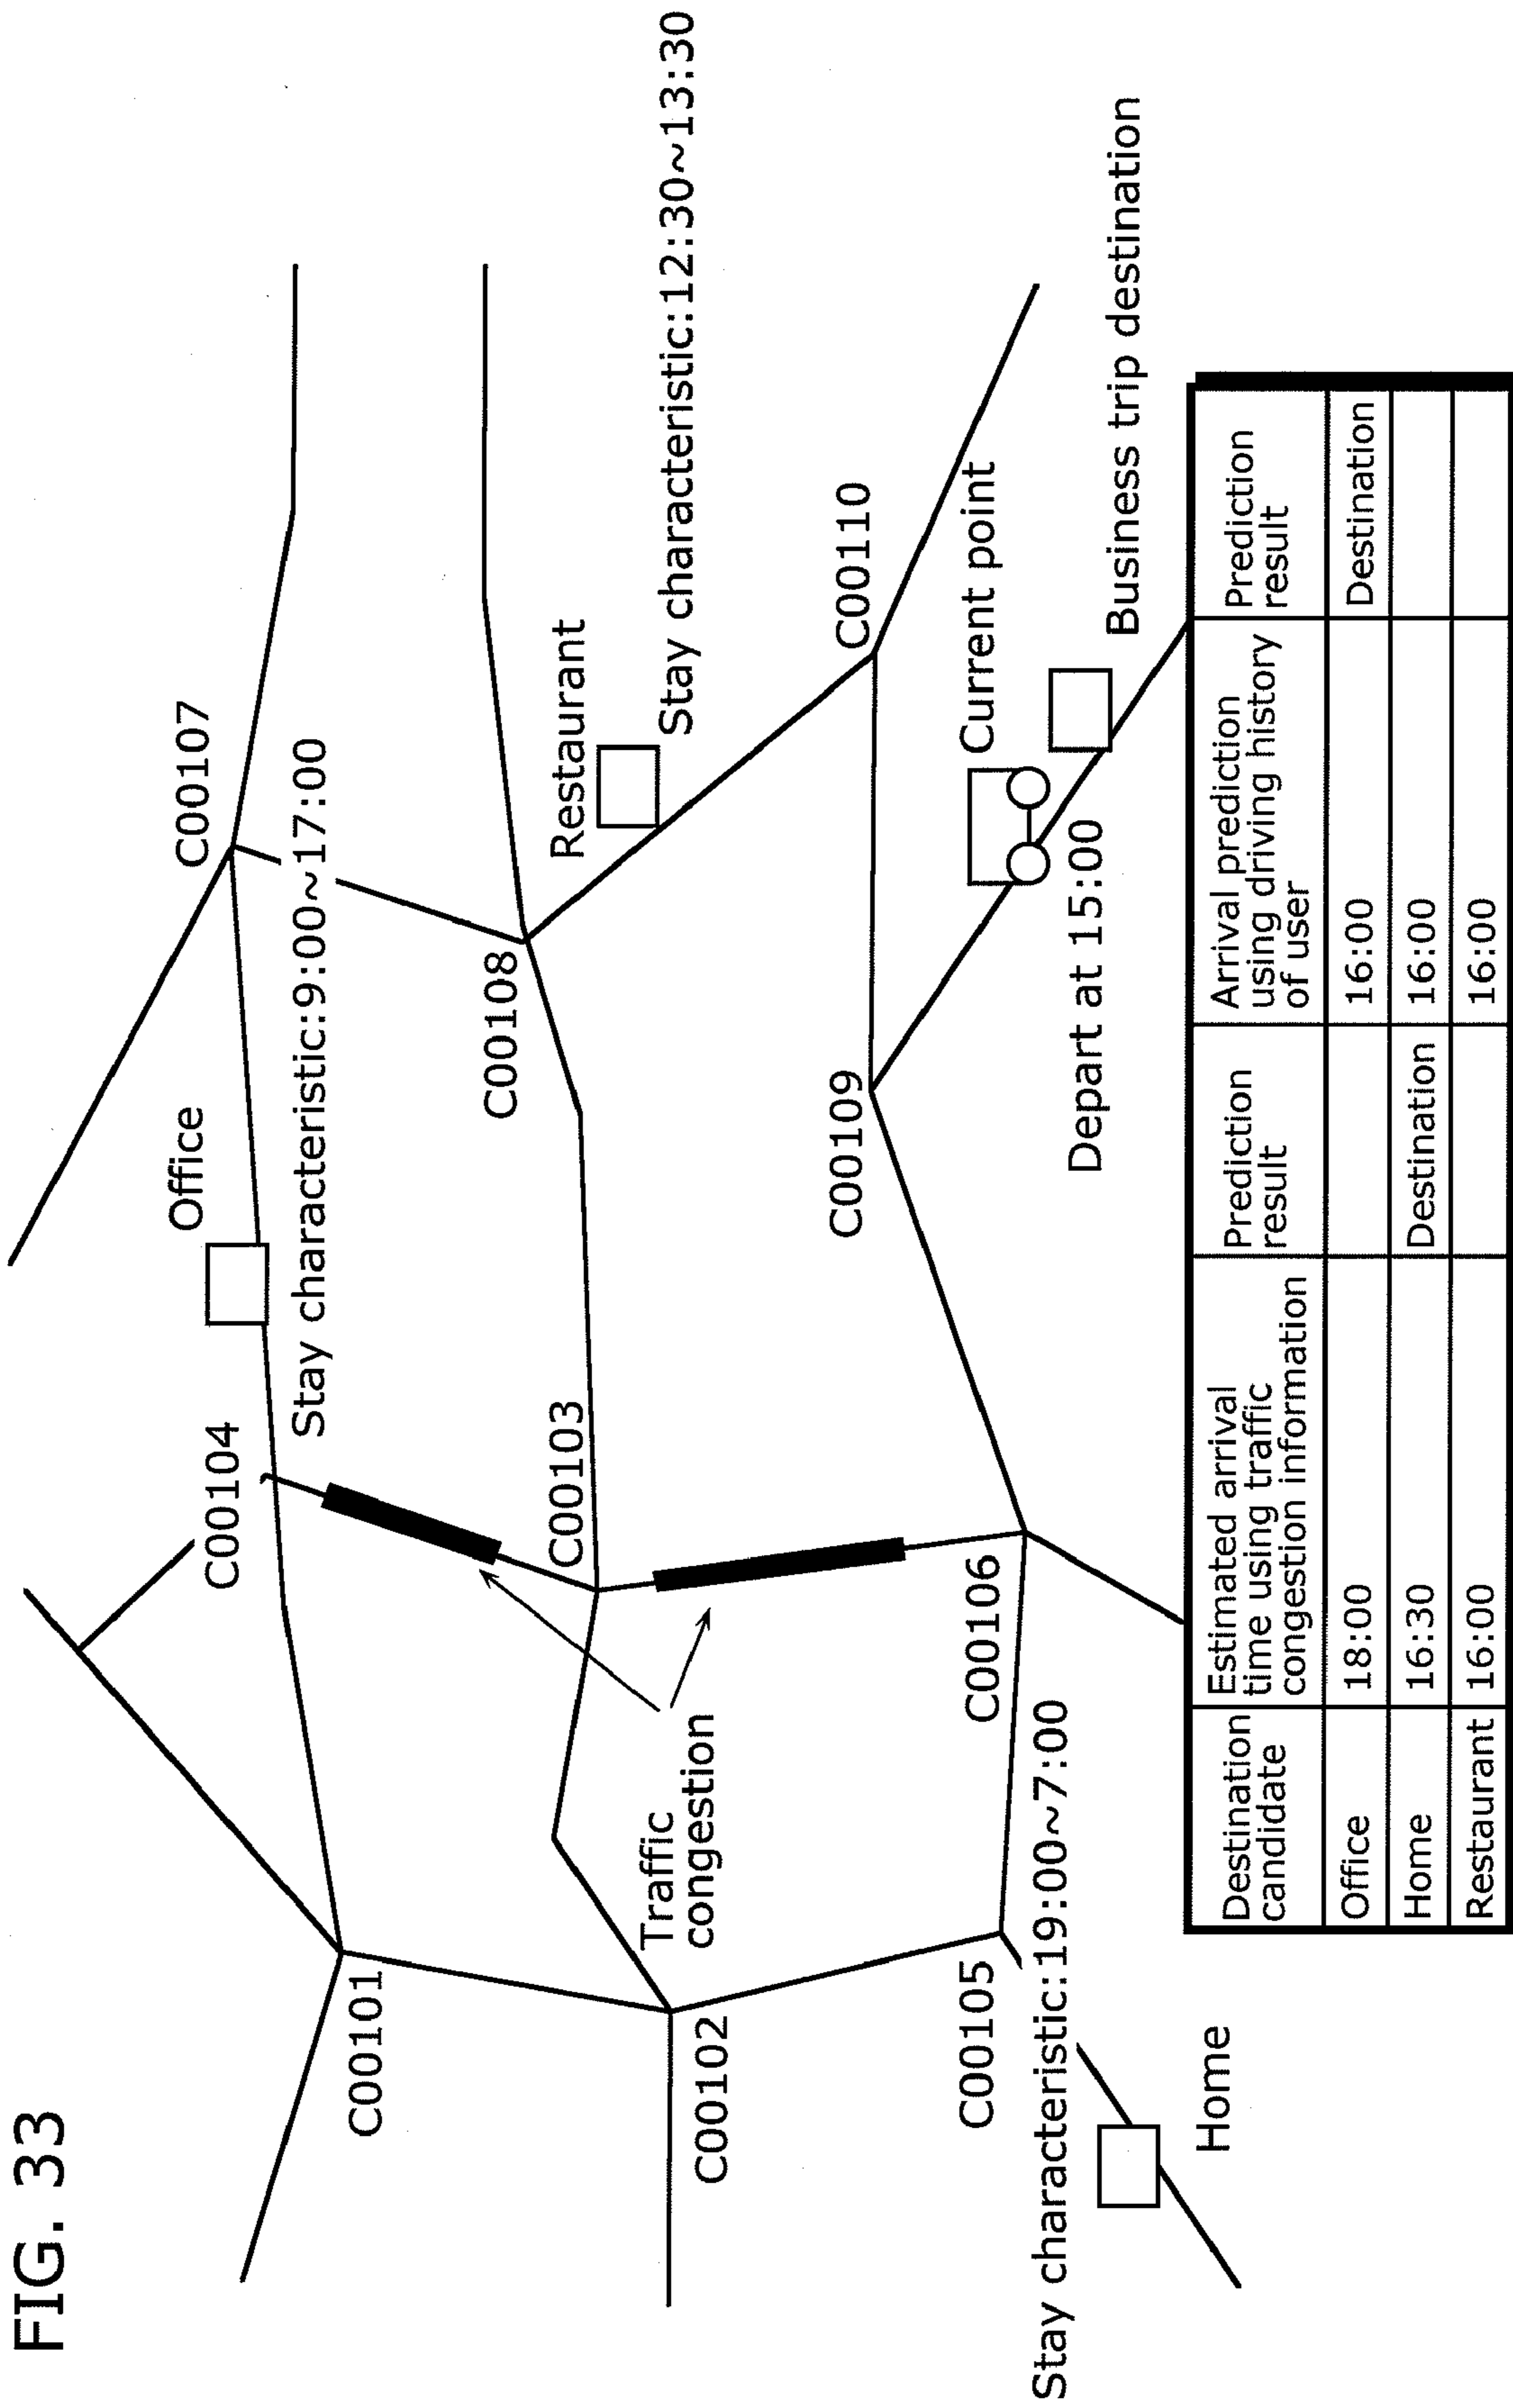 FIG. 33
C00107
Office
C00104
Stay characteristic:9:00~17:00
C00101
C00108
Restaurant
C00103
Stay characteristic:12:30~13:30
Traffic
congestion
C00102
C00110
C00109
Current point
C00106
C00105
Depart at 15:00
Business trip destination
Stay characteristic:19:00~7:00
Home
Destination
candidate
Estimated arrival
time using traffic
congestion information
Prediction
result
Arrival prediction
using driving history
of user
Prediction
result
Office 18:00 16:00 Destination
Home 16:30 Destination 16:00
Restaurant 16:00 16:00